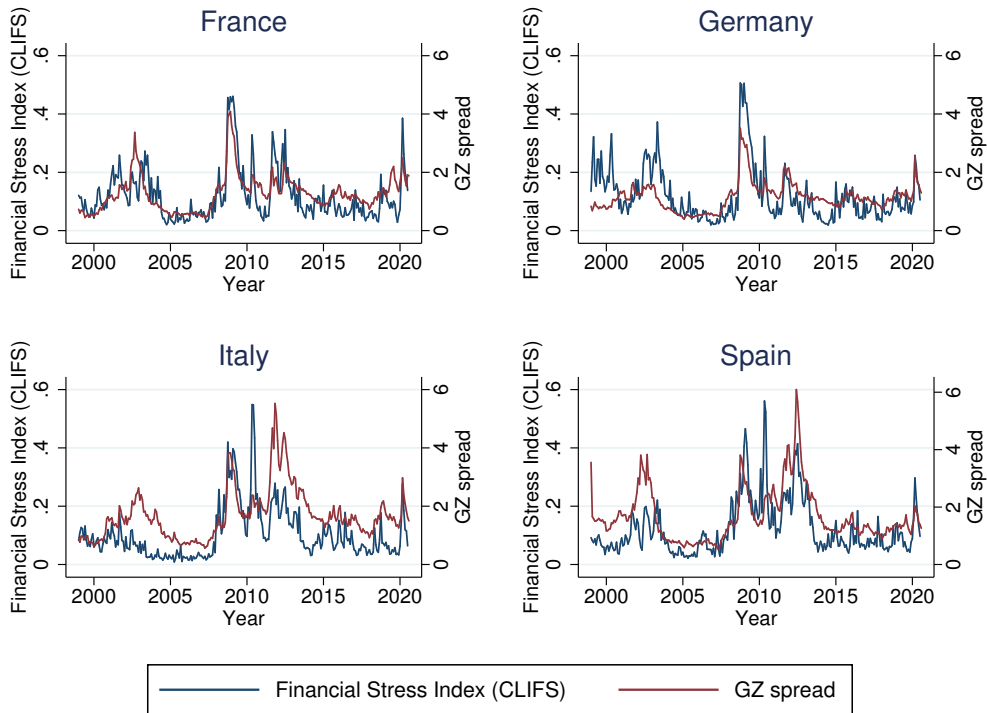 France
Financial Stress Index (CLIFS)
0 .2 .4 .6
GZ spread
0 2 4 6
2000 2005 2010 2015 2020
Year
Germany
Financial Stress Index (CLIFS)
0 .2 .4 .6
GZ spread
0 2 4 6
2000 2005 2010 2015 2020
Year
Italy
Financial Stress Index (CLIFS)
0 .2 .4 .6
GZ spread
0 2 4 6
2000 2005 2010 2015 2020
Year
Spain
Financial Stress Index (CLIFS)
0 .2 .4 .6
GZ spread
0 2 4 6
2000 2005 2010 2015 2020
Year
Financial Stress Index (CLIFS)
GZ spread